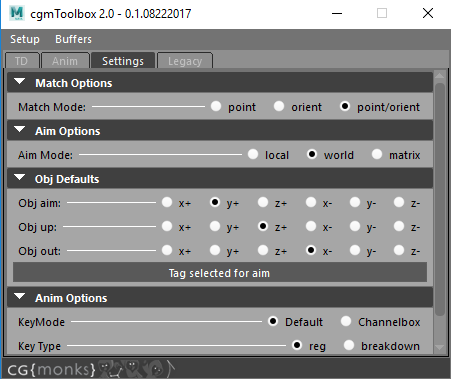 cgmToolbox 2.0 - 0.1.08222017
Setup Buffers
TD Anim Settings Legacy
Match Options
Match Mode: point orient point/orient
Aim Options
Aim Mode: local world matrix
Obj Defaults
Obj aim: x+ y+ z+ x- y- z-
Obj up: x+ y+ z+ x- y- z-
Obj out: x+ y+ z+ x- y- z-
Tag selected for aim
Anim Options
KeyMode Default Channelbox
Key Type reg breakdown
CG{monks}